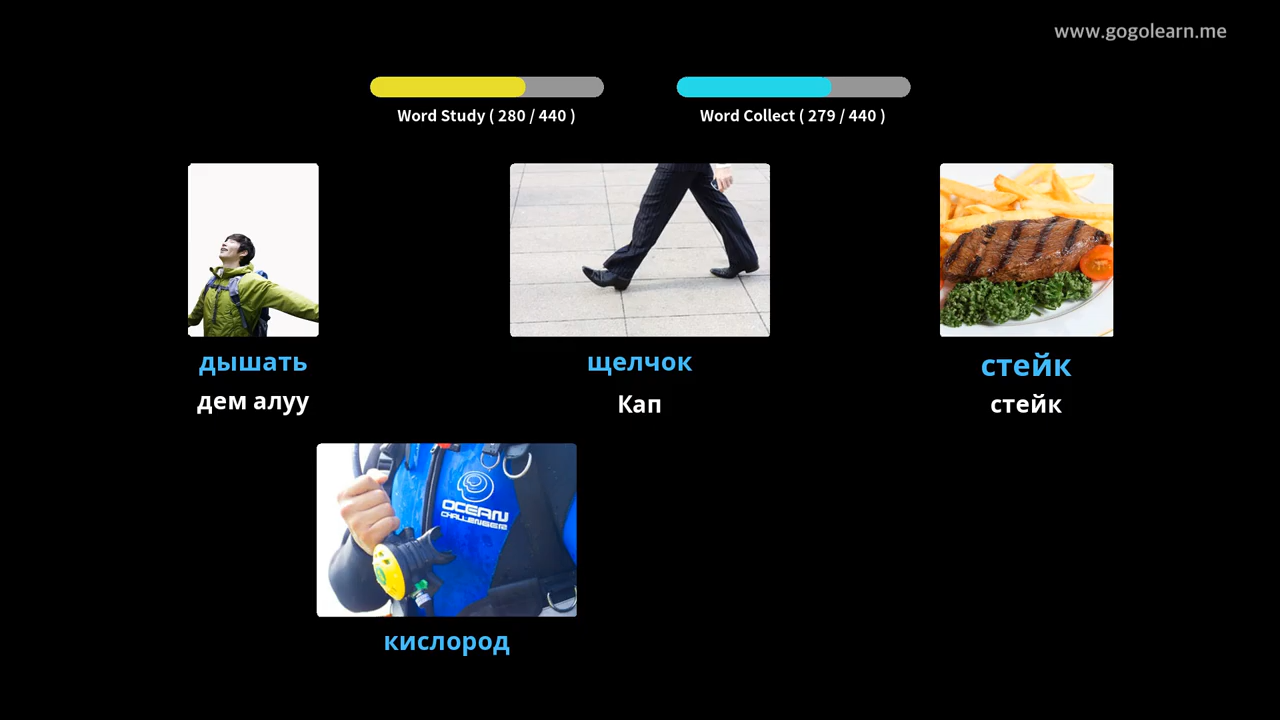 www.gogolearn.me
Word Study ( 280 / 440 )
Word Collect ( 279 / 440 )
дышать
щелчок
стейк
дем алуу
Кап
стейк
OCEAN
CHALLENGER
кислород